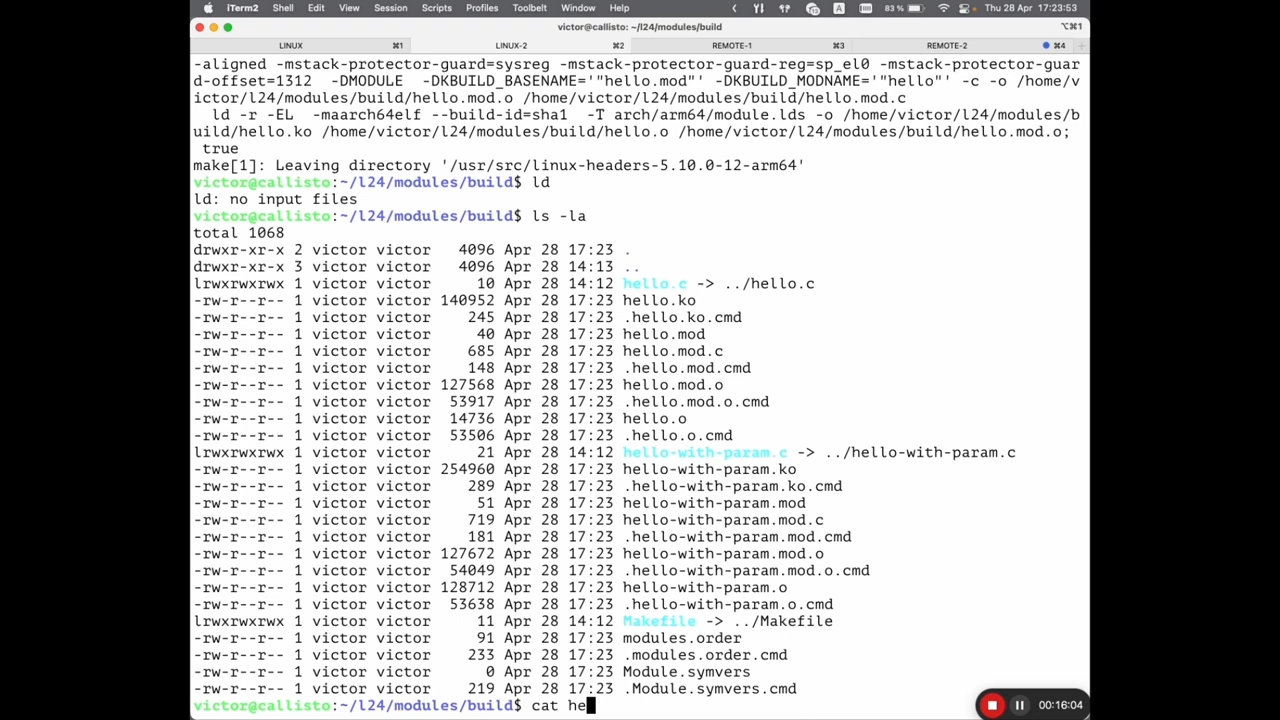 iTerm2 Shell Edit View Session Scripts Profiles Toolbelt Window Help A 83 % Thu 28 Apr 17:23:53
victor@callisto:~/l24/modules/build ⌥⌘1
LINUX ⌘1 LINUX-2 ⌘2 REMOTE-1 ⌘3 REMOTE-2 ⌘4
-aligned -mstack-protector-guard=sysreg -mstack-protector-guard-reg=sp_el0 -mstack-protector-guar
d-offset=1312 -DMODULE -DKBUILD_BASENAME='"hello.mod"' -DKBUILD_MODNAME='"hello"' -c -o /home/v
ictor/l24/modules/build/hello.mod.o /home/victor/l24/modules/build/hello.mod.c
ld -r -EL -maarch64elf --build-id=sha1 -T arch/arm64/module.lds -o /home/victor/l24/modules/b
uild/hello.ko /home/victor/l24/modules/build/hello.o /home/victor/l24/modules/build/hello.mod.o;
true
make[1]: Leaving directory '/usr/src/linux-headers-5.10.0-12-arm64'
victor@callisto:~/l24/modules/build$ ld
ld: no input files
victor@callisto:~/l24/modules/build$ ls -la
total 1068
drwxr-xr-x 2 victor victor 4096 Apr 28 17:23 .
drwxr-xr-x 3 victor victor 4096 Apr 28 14:13 ..
lrwxrwxrwx 1 victor victor 10 Apr 28 14:12 hello.c -> ../hello.c
-rw-r--r-- 1 victor victor 140952 Apr 28 17:23 hello.ko
-rw-r--r-- 1 victor victor 245 Apr 28 17:23 .hello.ko.cmd
-rw-r--r-- 1 victor victor 40 Apr 28 17:23 hello.mod
-rw-r--r-- 1 victor victor 685 Apr 28 17:23 hello.mod.c
-rw-r--r-- 1 victor victor 148 Apr 28 17:23 .hello.mod.cmd
-rw-r--r-- 1 victor victor 127568 Apr 28 17:23 hello.mod.o
-rw-r--r-- 1 victor victor 53917 Apr 28 17:23 .hello.mod.o.cmd
-rw-r--r-- 1 victor victor 14736 Apr 28 17:23 hello.o
-rw-r--r-- 1 victor victor 53506 Apr 28 17:23 .hello.o.cmd
lrwxrwxrwx 1 victor victor 21 Apr 28 14:12 hello-with-param.c -> ../hello-with-param.c
-rw-r--r-- 1 victor victor 254960 Apr 28 17:23 hello-with-param.ko
-rw-r--r-- 1 victor victor 289 Apr 28 17:23 .hello-with-param.ko.cmd
-rw-r--r-- 1 victor victor 51 Apr 28 17:23 hello-with-param.mod
-rw-r--r-- 1 victor victor 719 Apr 28 17:23 hello-with-param.mod.c
-rw-r--r-- 1 victor victor 181 Apr 28 17:23 .hello-with-param.mod.cmd
-rw-r--r-- 1 victor victor 127672 Apr 28 17:23 hello-with-param.mod.o
-rw-r--r-- 1 victor victor 54049 Apr 28 17:23 .hello-with-param.mod.o.cmd
-rw-r--r-- 1 victor victor 128712 Apr 28 17:23 hello-with-param.o
-rw-r--r-- 1 victor victor 53638 Apr 28 17:23 .hello-with-param.o.cmd
lrwxrwxrwx 1 victor victor 11 Apr 28 14:12 Makefile -> ../Makefile
-rw-r--r-- 1 victor victor 91 Apr 28 17:23 modules.order
-rw-r--r-- 1 victor victor 233 Apr 28 17:23 .modules.order.cmd
-rw-r--r-- 1 victor victor 0 Apr 28 17:23 Module.symvers
-rw-r--r-- 1 victor victor 219 Apr 28 17:23 .Module.symvers.cmd
victor@callisto:~/l24/modules/build$ cat he
00:16:04